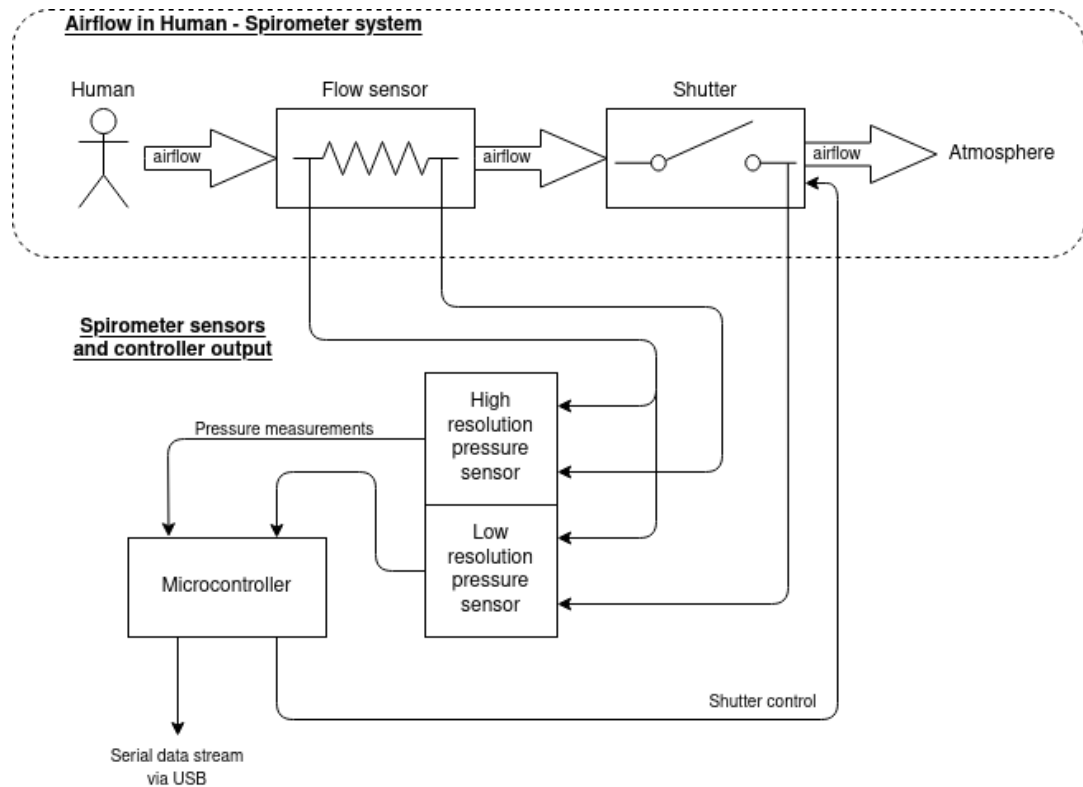 Airflow in Human - Spirometer system
Human
Flow sensor
Shutter
airflow
airflow
airflow
Atmosphere
Spirometer sensors
and controller output
High
resolution
pressure
sensor
Pressure measurements
Low
resolution
pressure
sensor
Microcontroller
Shutter control
Serial data stream
via USB